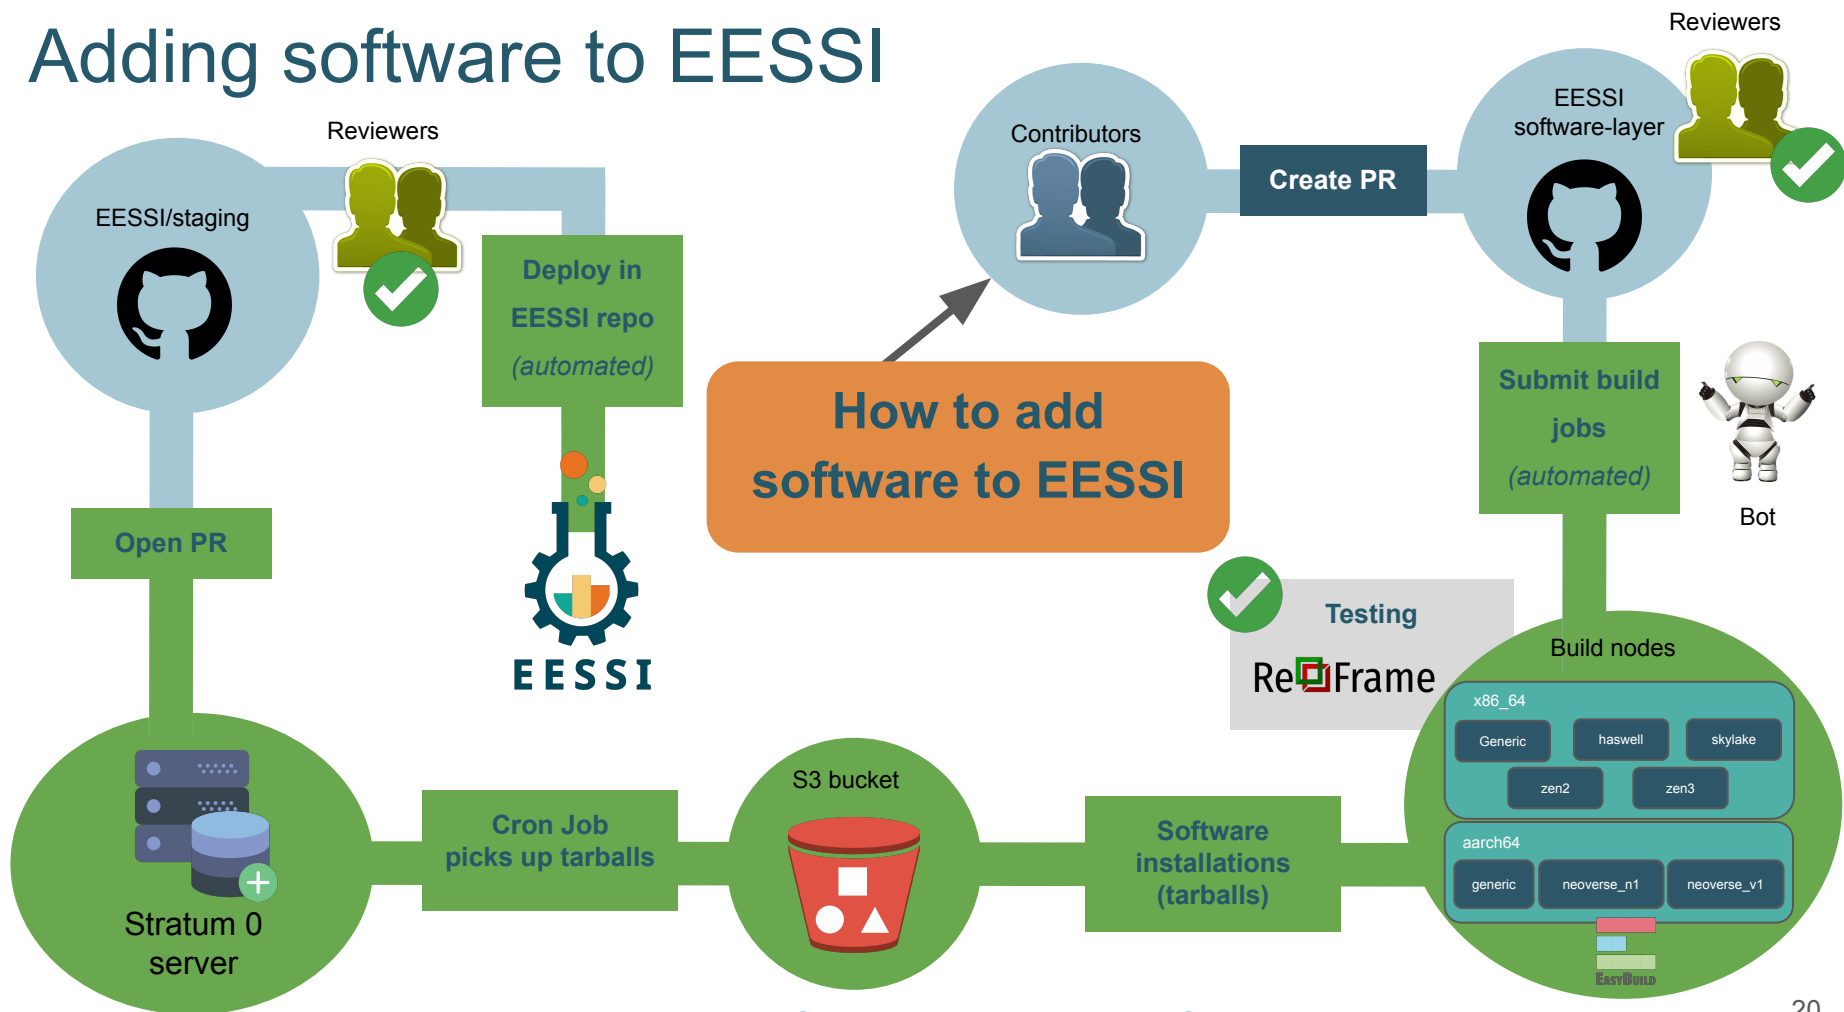 Adding software to EESSI
Reviewers
Contributors
Create PR
EESSI
software-layer
Reviewers
EESSI/staging
Deploy in
EESSI repo
(automated)
How to add
software to EESSI
Submit build
jobs
(automated)
Bot
Open PR
EESSI
Testing
ReFrame
Build nodes
x86_64
Generic
haswell
skylake
zen2
zen3
aarch64
generic
neoverse_n1
neoverse_v1
EASYBUILD
Software
installations
(tarballs)
S3 bucket
Cron Job
picks up tarballs
Stratum 0
server
20